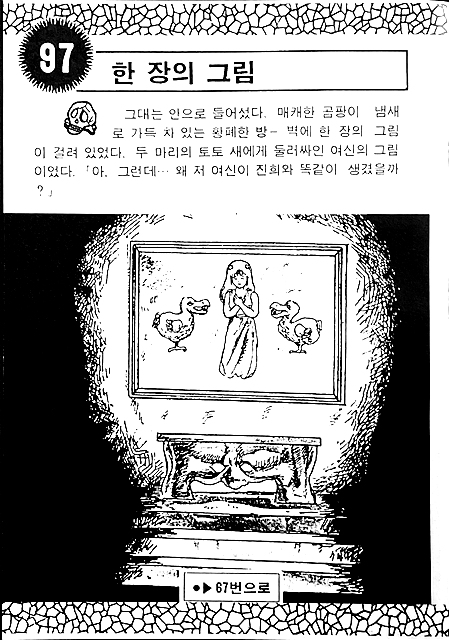 97
한 장의 그림
그대는 안으로 들어섰다. 매캐한 곰팡이 냄새
로 가득 차 있는 황폐한 방- 벽에 한 장의 그림
이 걸려 있었다. 두 마리의 토토 새에게 둘러싸인 여신의 그림
이었다. 「아, 그런데… 왜 저 여신이 진희와 똑같이 생겼을까
?」
●▶ 67번으로